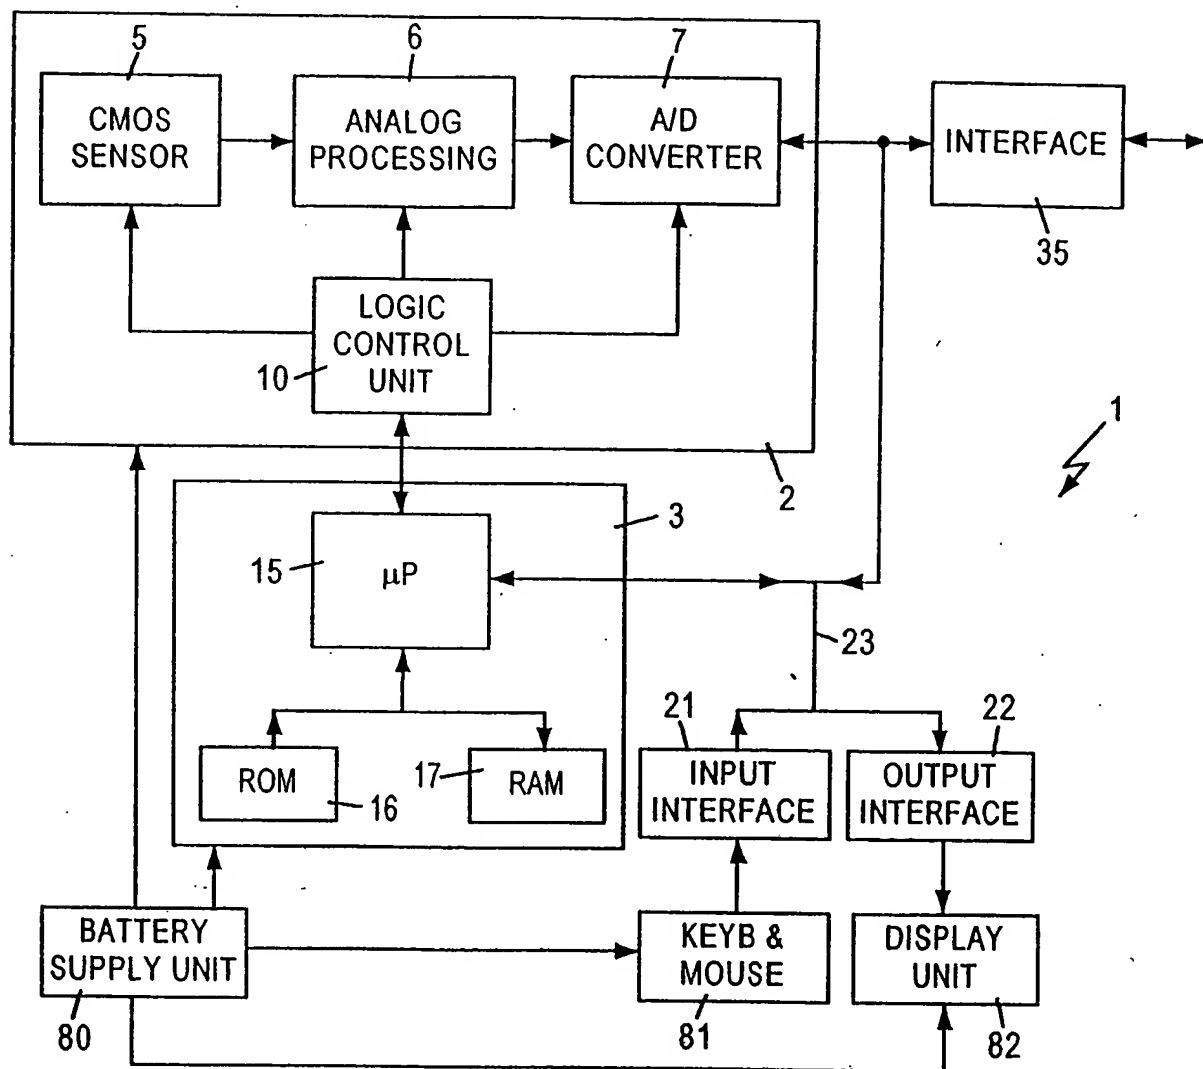 5
6
7
CMOS
SENSOR
ANALOG
PROCESSING
A/D
CONVERTER
INTERFACE
35
LOGIC
CONTROL
UNIT
10
1
2
3
15
µP
23
21
22
ROM
16
17
RAM
INPUT
INTERFACE
OUTPUT
INTERFACE
BATTERY
SUPPLY UNIT
KEYB &
MOUSE
DISPLAY
UNIT
80
81
82